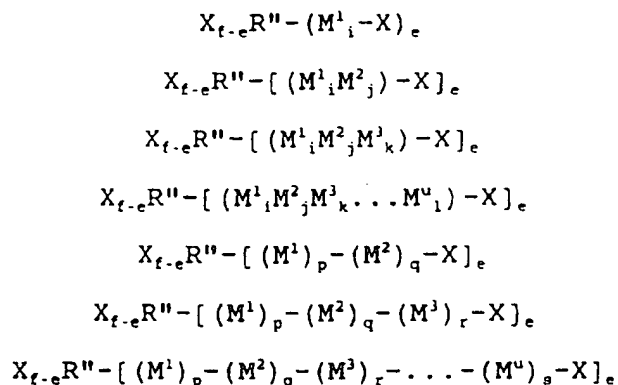 X_{f-e}R"-(M^1_i-X)_e
X_{f-e}R"-[(M^1_iM^2_j)-X]_e
X_{f-e}R"-[(M^1_iM^2_jM^3_k)-X]_e
X_{f-e}R"-[(M^1_iM^2_jM^3_k...M^u_l)-X]_e
X_{f-e}R"-[(M^1)_p-(M^2)_q-X]_e
X_{f-e}R"-[(M^1)_p-(M^2)_q-(M^3)_r-X]_e
X_{f-e}R"-[(M^1)_p-(M^2)_q-(M^3)_r-...-(M^u)_s-X]_e